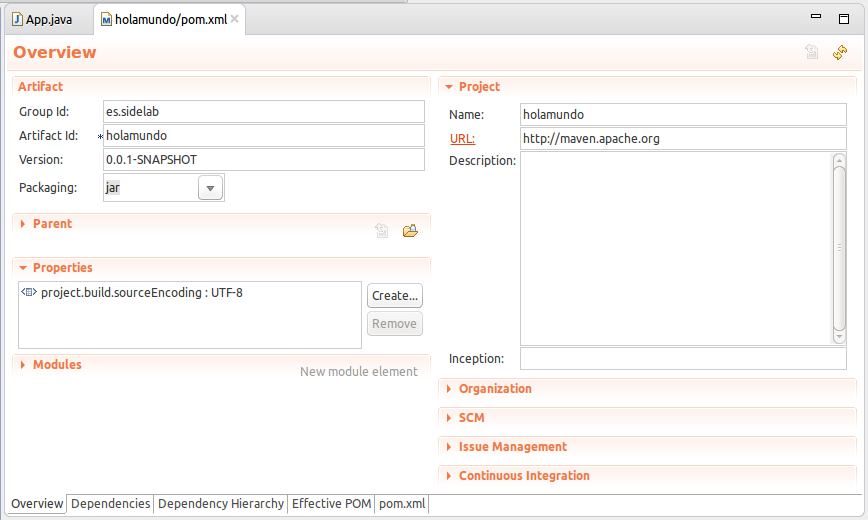 App.java
holamundo/pom.xml
Overview
Artifact
Group Id: es.sidelab
Artifact Id: * holamundo
Version: 0.0.1-SNAPSHOT
Packaging: jar
Parent
Properties
project.build.sourceEncoding : UTF-8
Create...
Remove
Modules
New module element
Project
Name: holamundo
URL: http://maven.apache.org
Description:
Inception:
Organization
SCM
Issue Management
Continuous Integration
Overview Dependencies Dependency Hierarchy Effective POM pom.xml